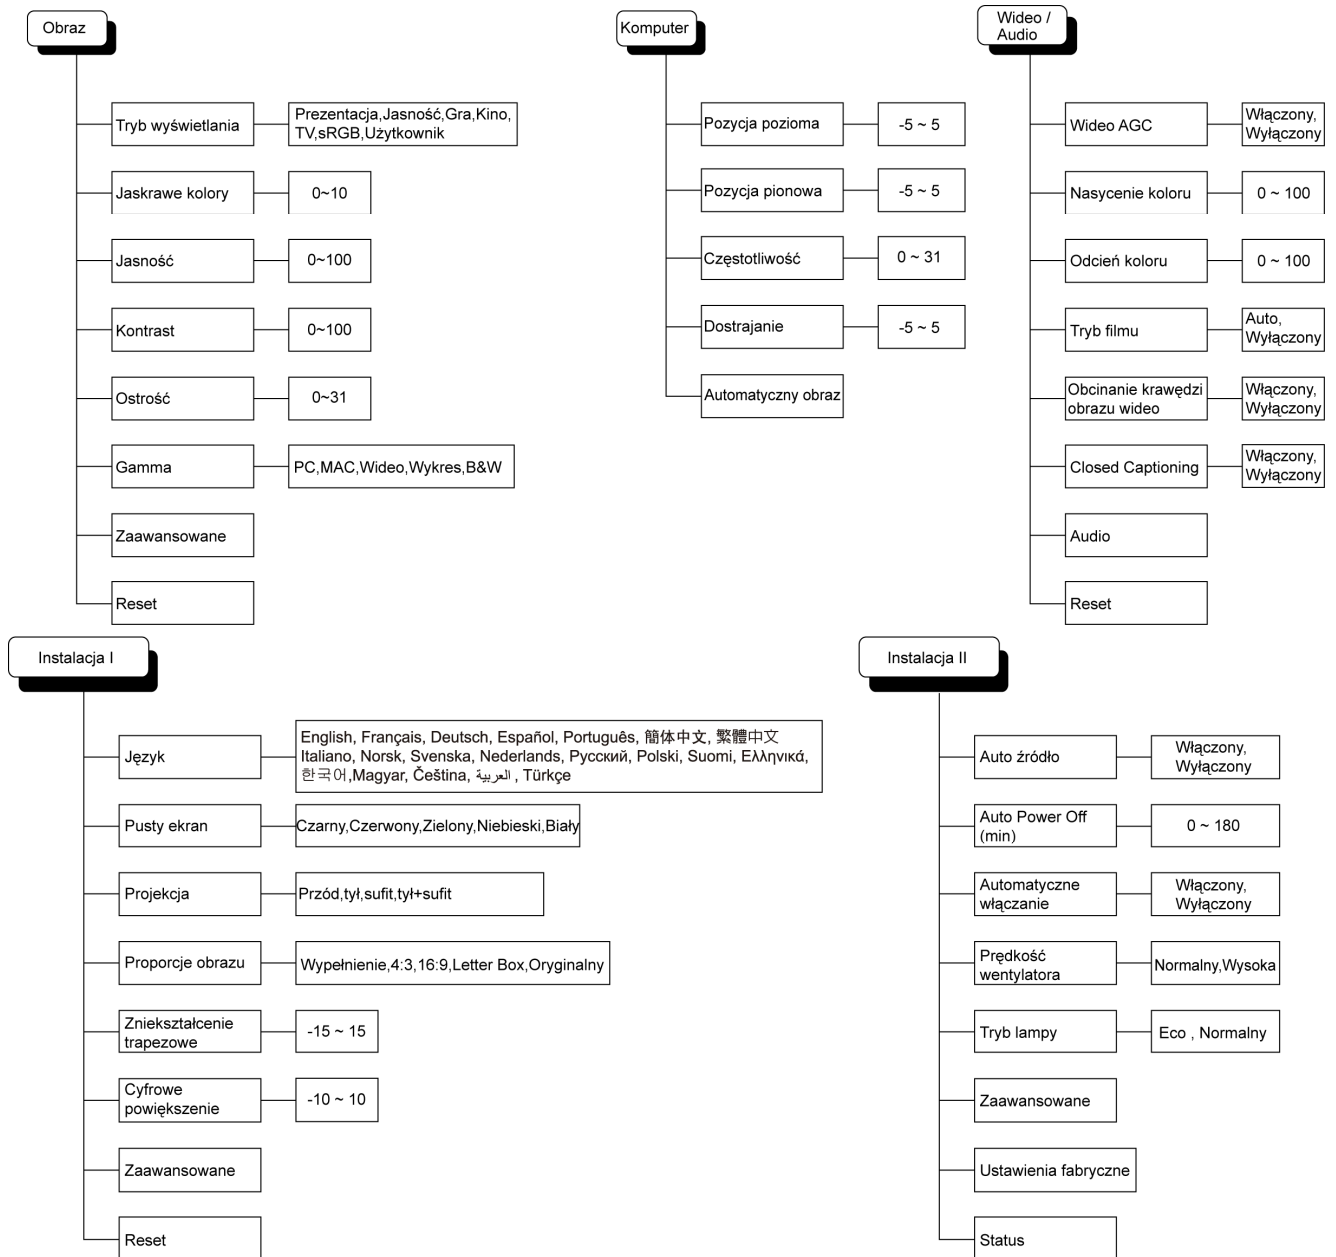 Obraz
Tryb wyświetlania
Prezentacja,Jasność,Gra,Kino,
TV,sRGB,Użytkownik
Jaskrawe kolory
0~10
Jasność
0~100
Kontrast
0~100
Ostrość
0~31
Gamma
PC,MAC,Wideo,Wykres,B&W
Zaawansowane
Reset
Komputer
Pozycja pozioma
-5 ~ 5
Pozycja pionowa
-5 ~ 5
Częstotliwość
0 ~ 31
Dostrajanie
-5 ~ 5
Automatyczny obraz
Wideo /
Audio
Wideo AGC
Włączony,
Wyłączony
Nasycenie koloru
0 ~ 100
Odcień koloru
0 ~ 100
Tryb filmu
Auto,
Wyłączony
Obcinanie krawędzi
obrazu wideo
Włączony,
Wyłączony
Closed Captioning
Włączony,
Wyłączony
Audio
Reset
Instalacja I
Język
English, Français, Deutsch, Español, Português, 簡体中文, 繁體中文
Italiano, Norsk, Svenska, Nederlands, Русский, Polski, Suomi, Ελληνικά,
한국어,Magyar, Čeština, العربية , Türkçe
Pusty ekran
Czarny,Czerwony,Zielony,Niebieski,Biały
Projekcja
Przód,tył,sufit,tył+sufit
Proporcje obrazu
Wypełnienie,4:3,16:9,Letter Box,Oryginalny
Zniekształcenie
trapezowe
-15 ~ 15
Cyfrowe
powiększenie
-10 ~ 10
Zaawansowane
Reset
Instalacja II
Auto źródło
Włączony,
Wyłączony
Auto Power Off
(min)
0 ~ 180
Automatyczne
włączanie
Włączony,
Wyłączony
Prędkość
wentylatora
Normalny,Wysoka
Tryb lampy
Eco , Normalny
Zaawansowane
Ustawienia fabryczne
Status